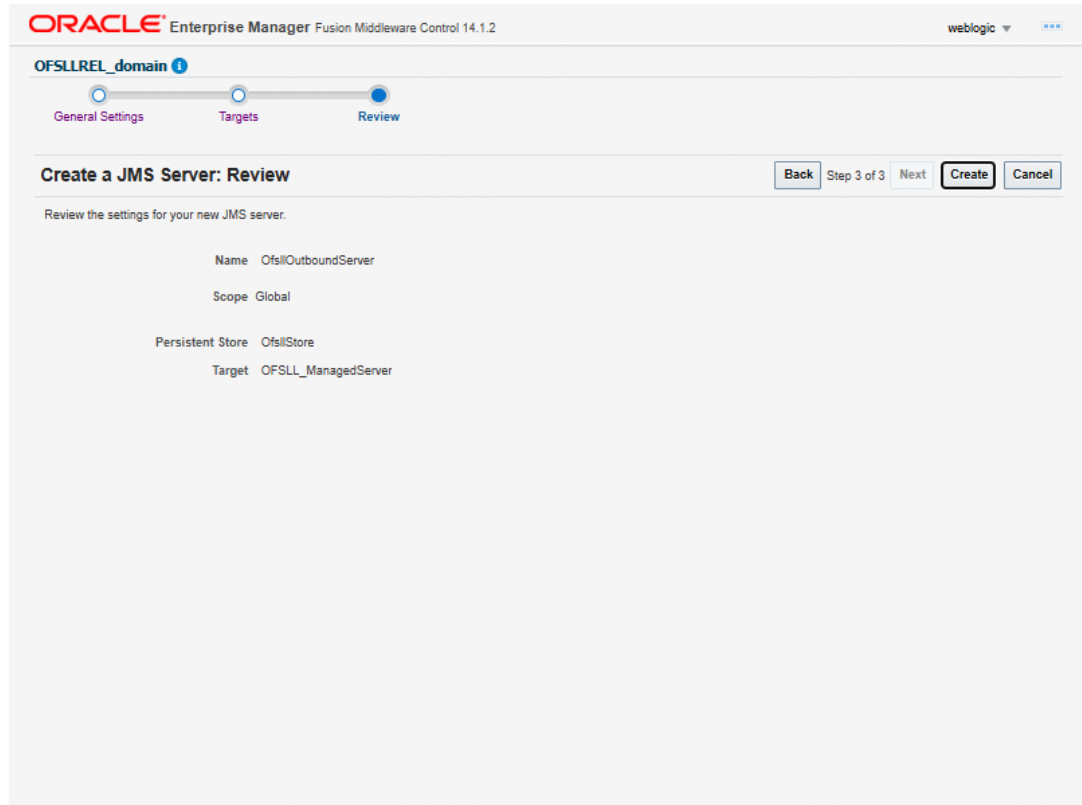 ORACLE® Enterprise Manager Fusion Middleware Control 14.1.2 weblogic
OFSLLREL_domain
General Settings Targets Review
Create a JMS Server: Review Back Step 3 of 3 Next Create Cancel
Review the settings for your new JMS server.
Name OfsllOutboundServer
Scope Global
Persistent Store OfsllStore
Target OFSLL_ManagedServer